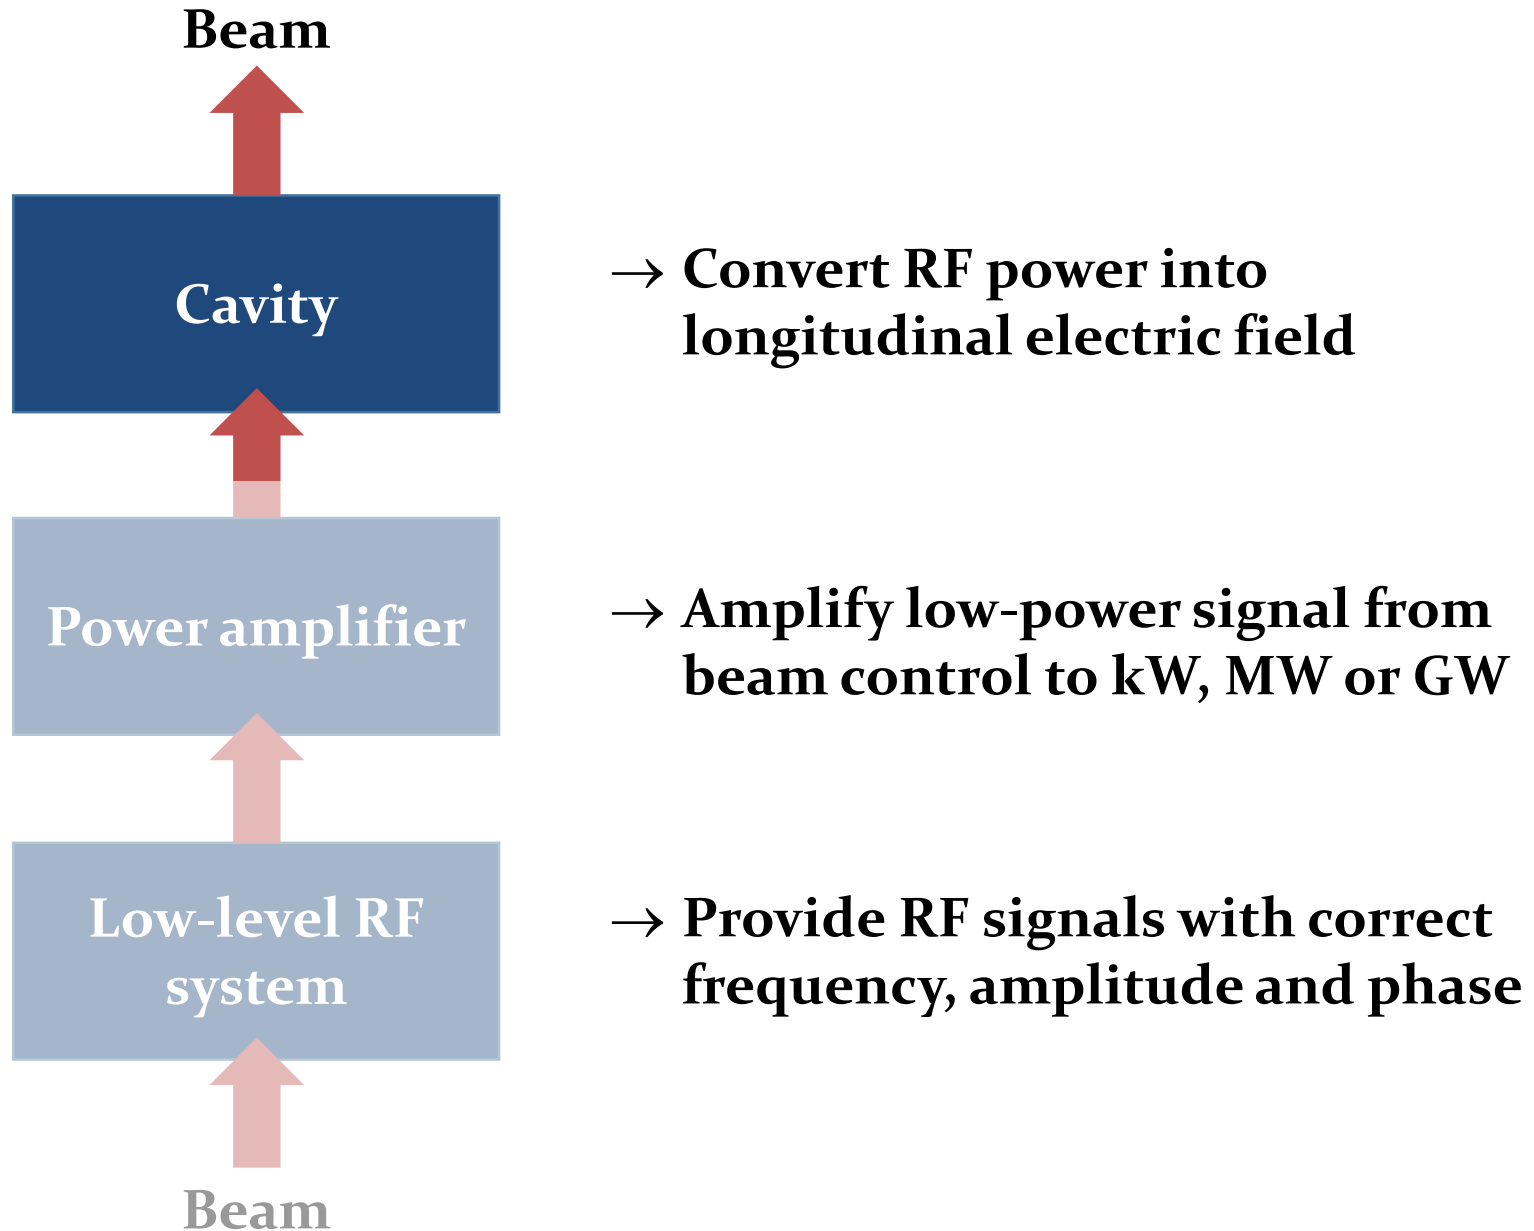 Beam
Cavity
→ Convert RF power into
longitudinal electric field
Power amplifier
→ Amplify low-power signal from
beam control to kW, MW or GW
Low-level RF
system
→ Provide RF signals with correct
frequency, amplitude and phase
Beam